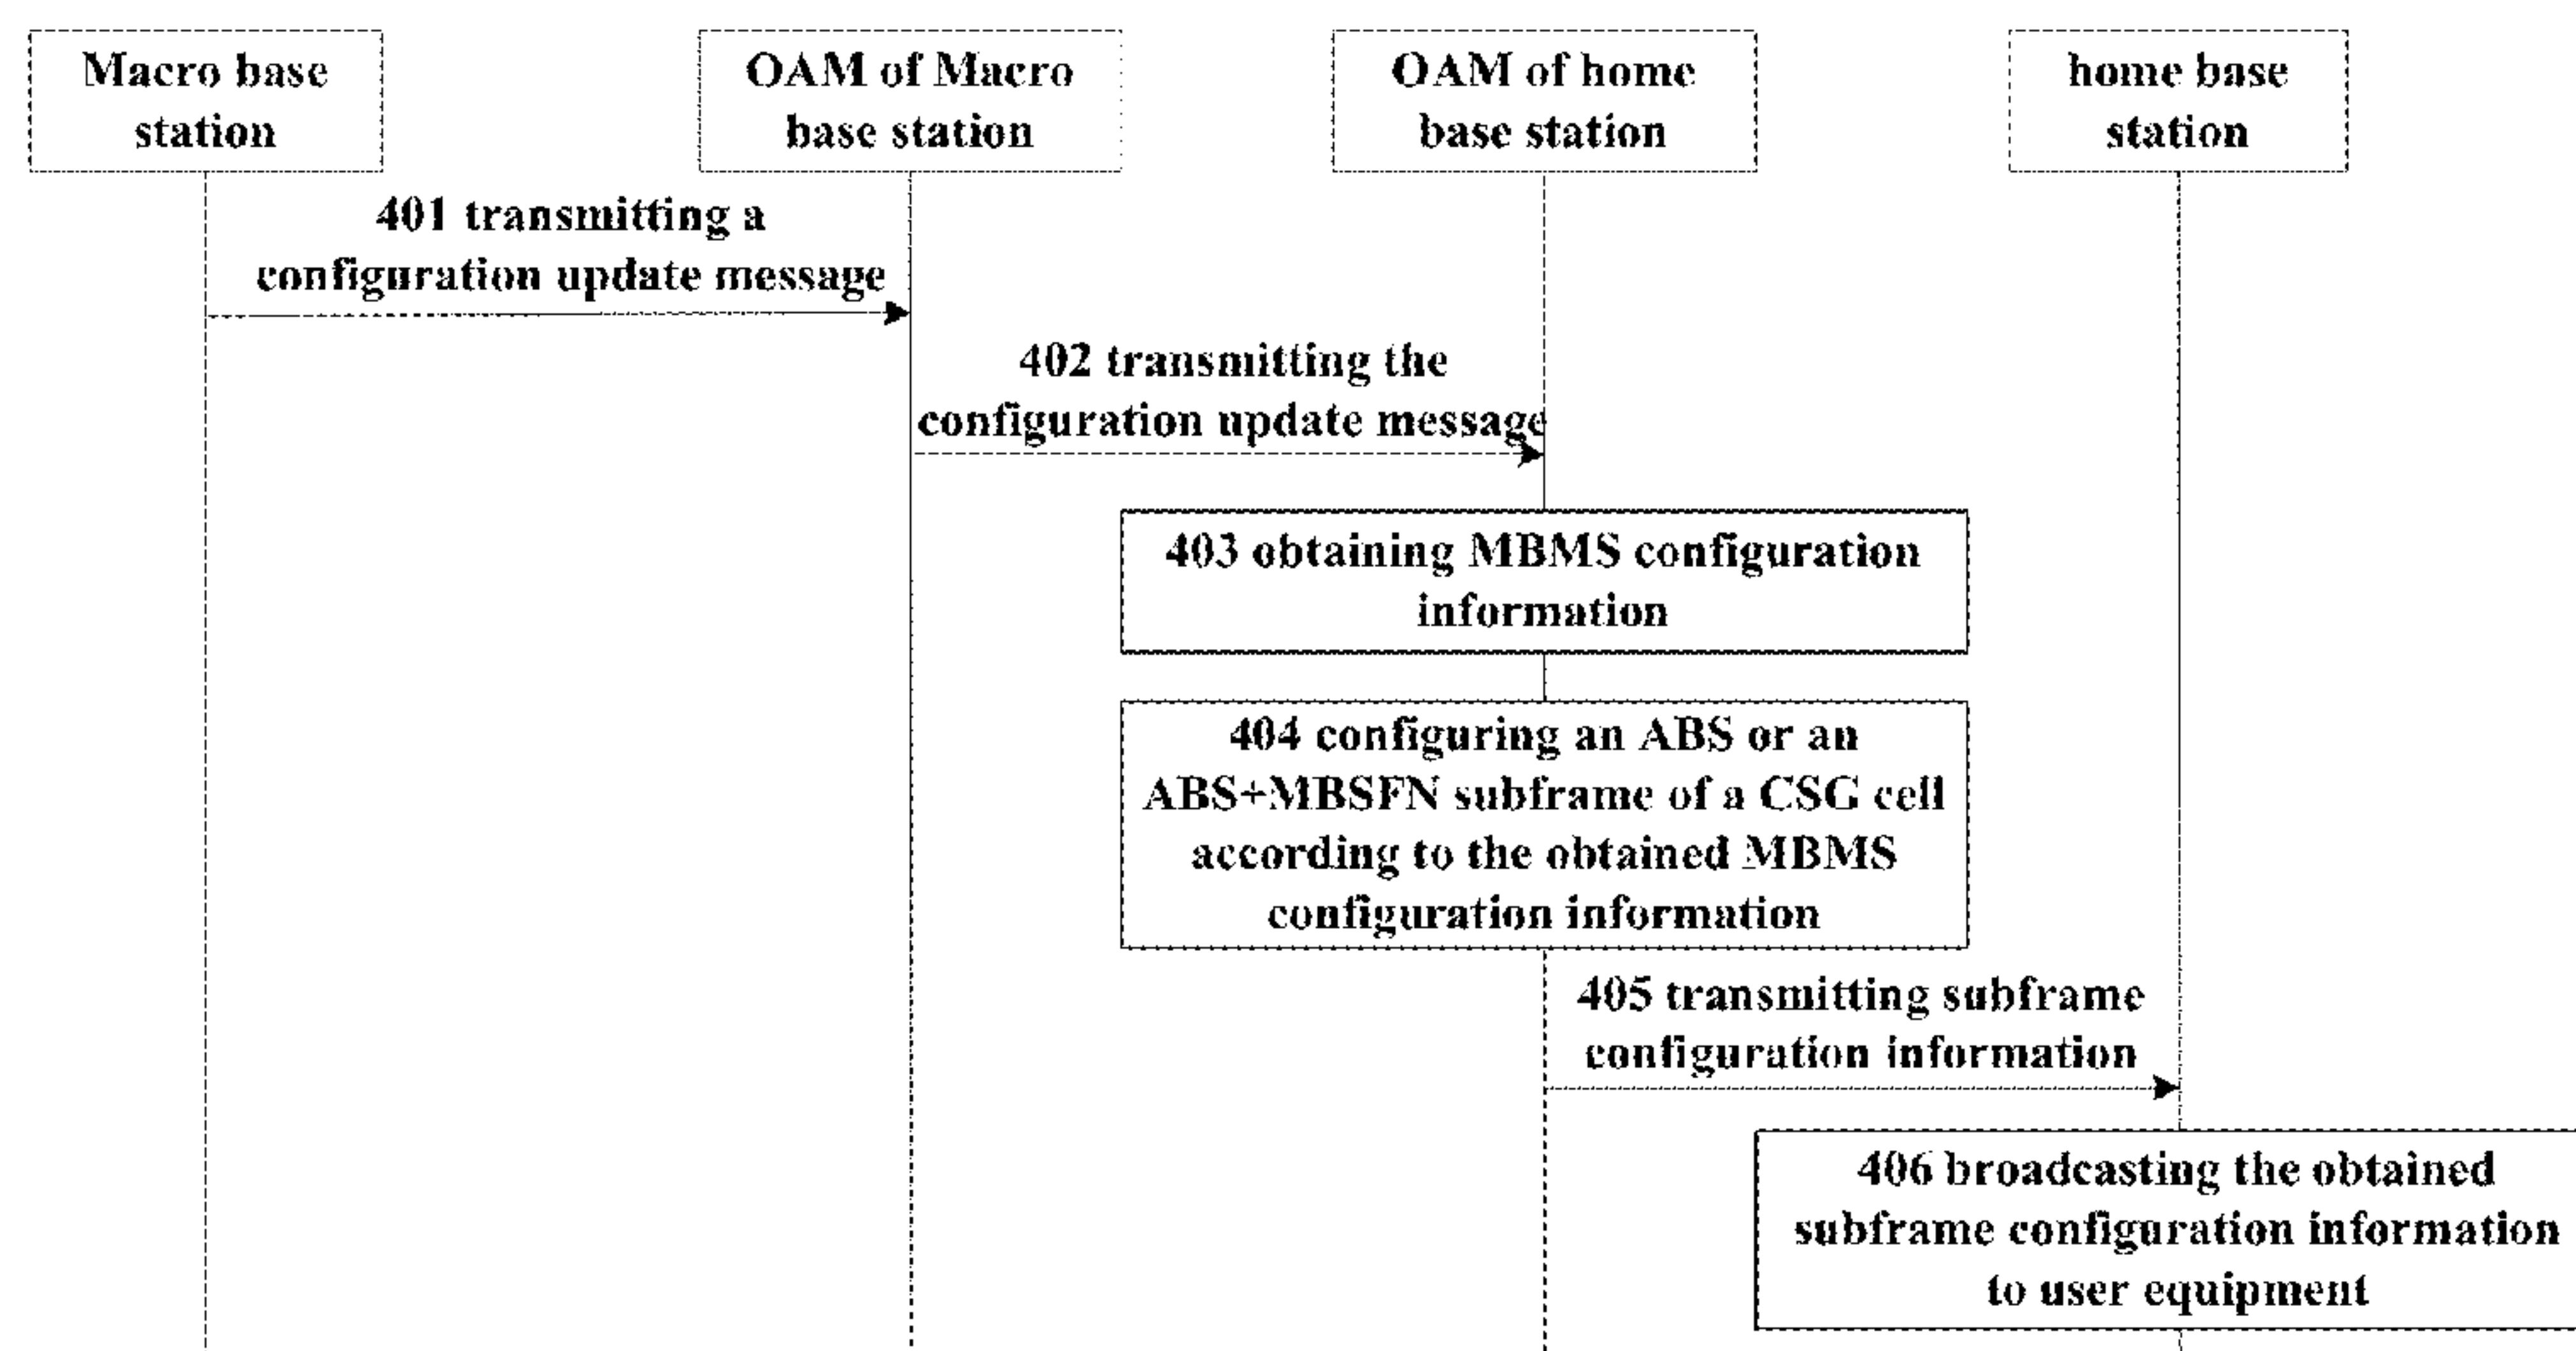 Macro base
station
OAM of Macro
base station
OAM of home
base station
home base
station
401 transmitting a
configuration update message
402 transmitting the
configuration update message
403 obtaining MBMS configuration
information
404 configuring an ABS or an
ABS+MBSFN subframe of a CSG cell
according to the obtained MBMS
configuration information
405 transmitting subframe
configuration information
406 broadcasting the obtained
subframe configuration information
to user equipment